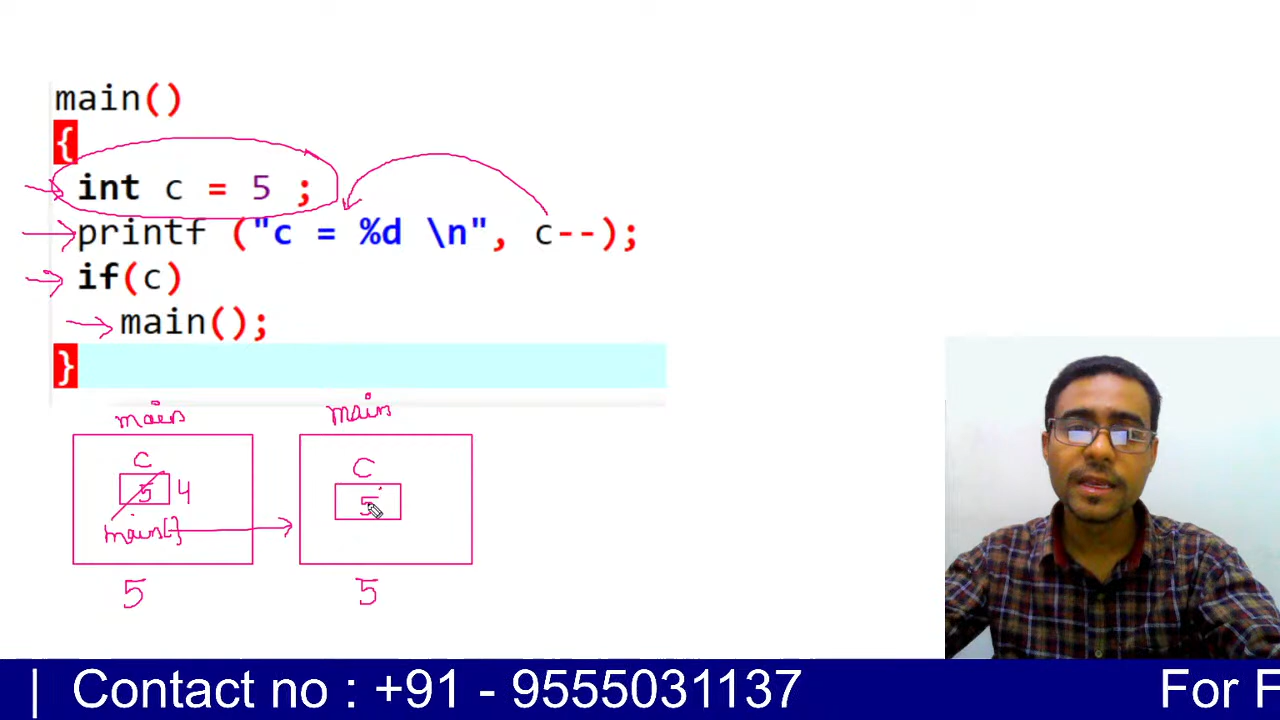 main()
{
int c = 5 ;
printf ("c = %d \n", c--);
if(c)
main();
}
main
main
C
C
5 4
5
main()
5
5
| Contact no : +91 - 9555031137 For F